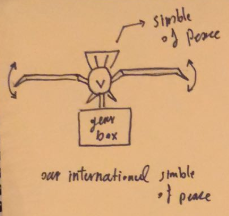 simble
of peace
gear
box
our international simble
of peace